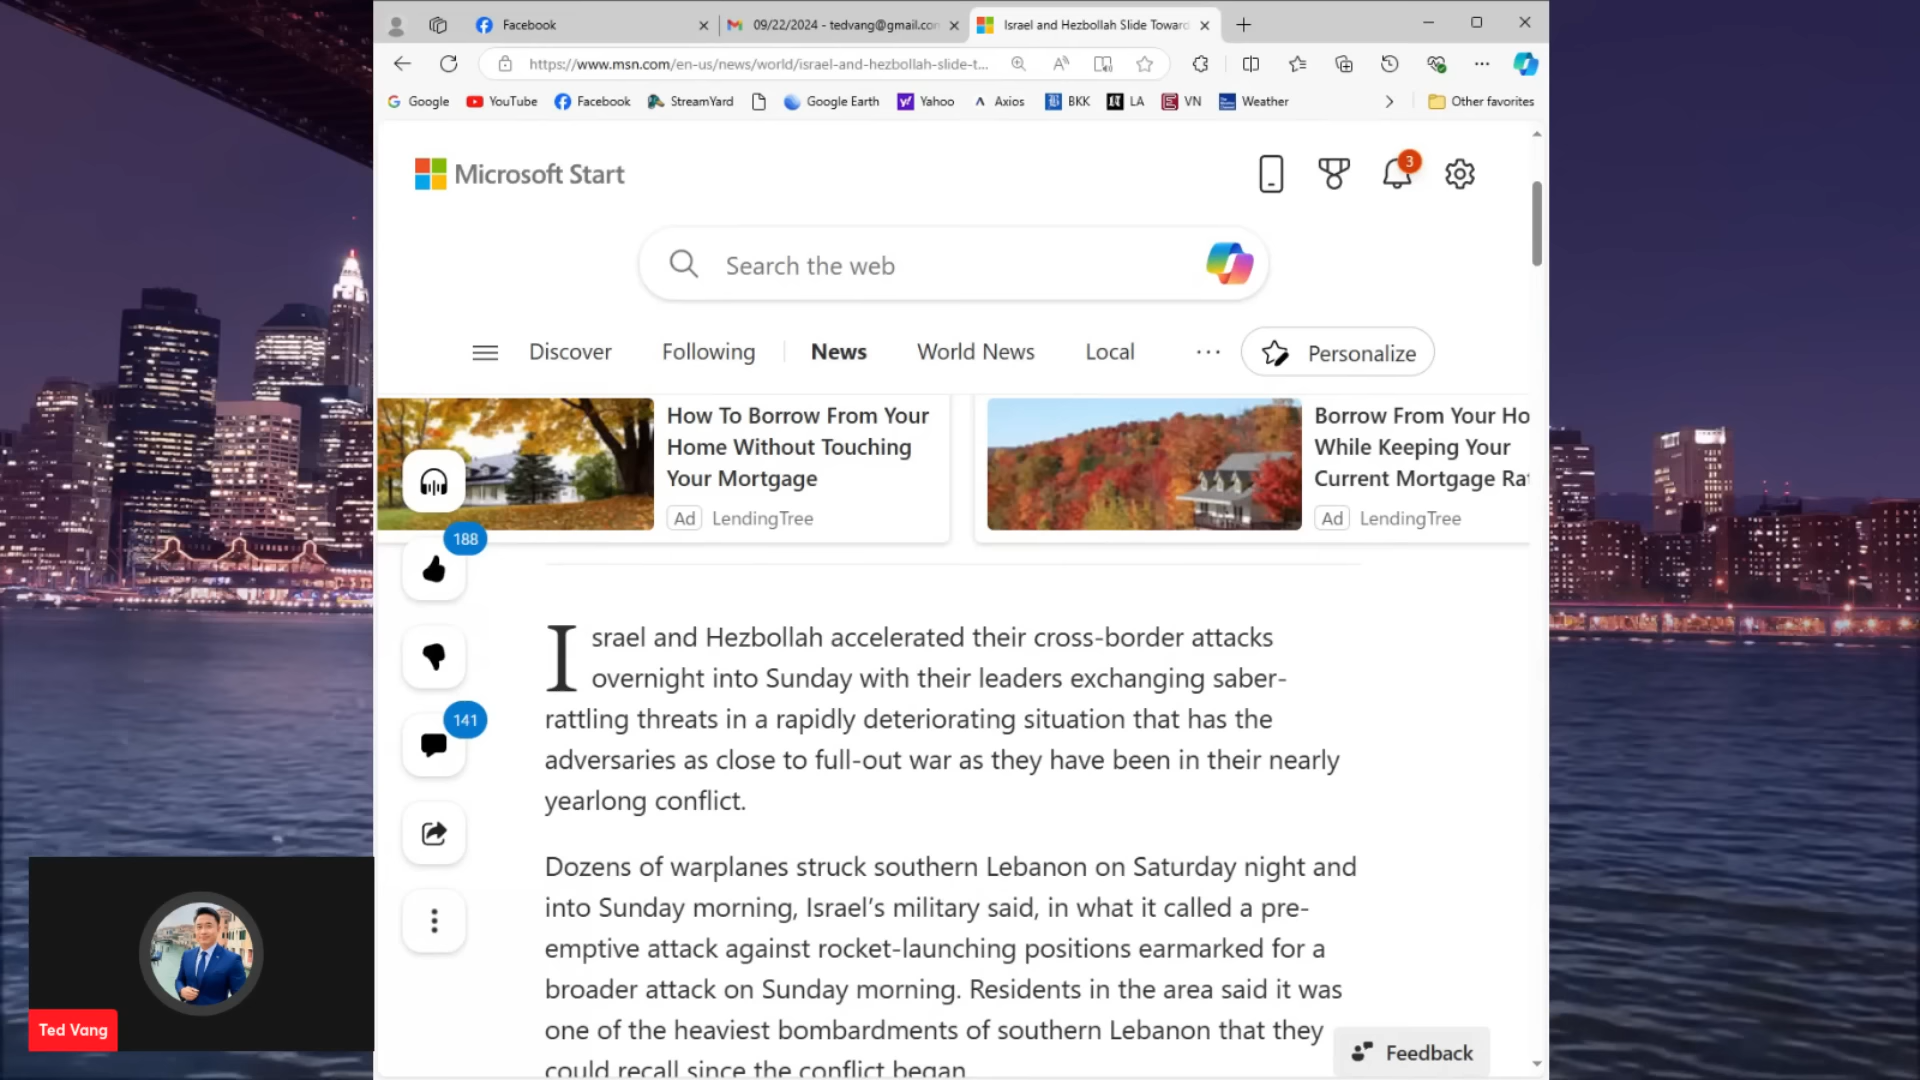 Facebook
09/22/2024 - tedvang@gmail.con
Israel and Hezbollah Slide Toward
https://www.msn.com/en-us/news/world/israel-and-hezbollah-slide-t...
Google
YouTube
Facebook
StreamYard
Google Earth
Yahoo
Axios
BKK
LA
VN
Weather
Other favorites
Microsoft Start
3
Search the web
Discover
Following
News
World News
Local
Personalize
How To Borrow From Your
Home Without Touching
Your Mortgage
Ad LendingTree
Borrow From Your Ho
While Keeping Your
Current Mortgage Rat
Ad LendingTree
188
141
Israel and Hezbollah accelerated their cross-border attacks
overnight into Sunday with their leaders exchanging saber-
rattling threats in a rapidly deteriorating situation that has the
adversaries as close to full-out war as they have been in their nearly
yearlong conflict.
Dozens of warplanes struck southern Lebanon on Saturday night and
into Sunday morning, Israel’s military said, in what it called a pre-
emptive attack against rocket-launching positions earmarked for a
broader attack on Sunday morning. Residents in the area said it was
one of the heaviest bombardments of southern Lebanon that they
could recall since the conflict began.
Feedback
Ted Vang